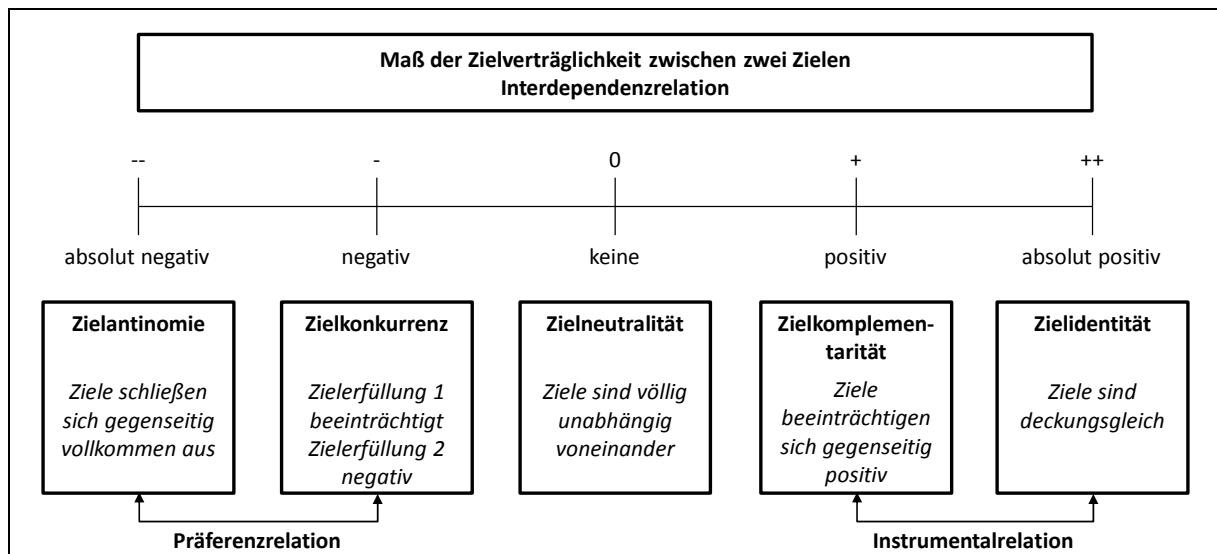 Maß der Zielverträglichkeit zwischen zwei Zielen
Interdependenzrelation
-- - 0 + ++
absolut negativ negativ keine positiv absolut positiv
Zielantinomie
Ziele schließen
sich gegenseitig
vollkommen aus
Zielkonkurrenz
Zielerfüllung 1
beeinträchtigt
Zielerfüllung 2
negativ
Zielneutralität
Ziele sind völlig
unabhängig
voneinander
Zielkomplemen-
tarität
Ziele
beeinträchtigen
sich gegenseitig
positiv
Zielidentität
Ziele sind
deckungsgleich
Präferenzrelation
Instrumentalrelation